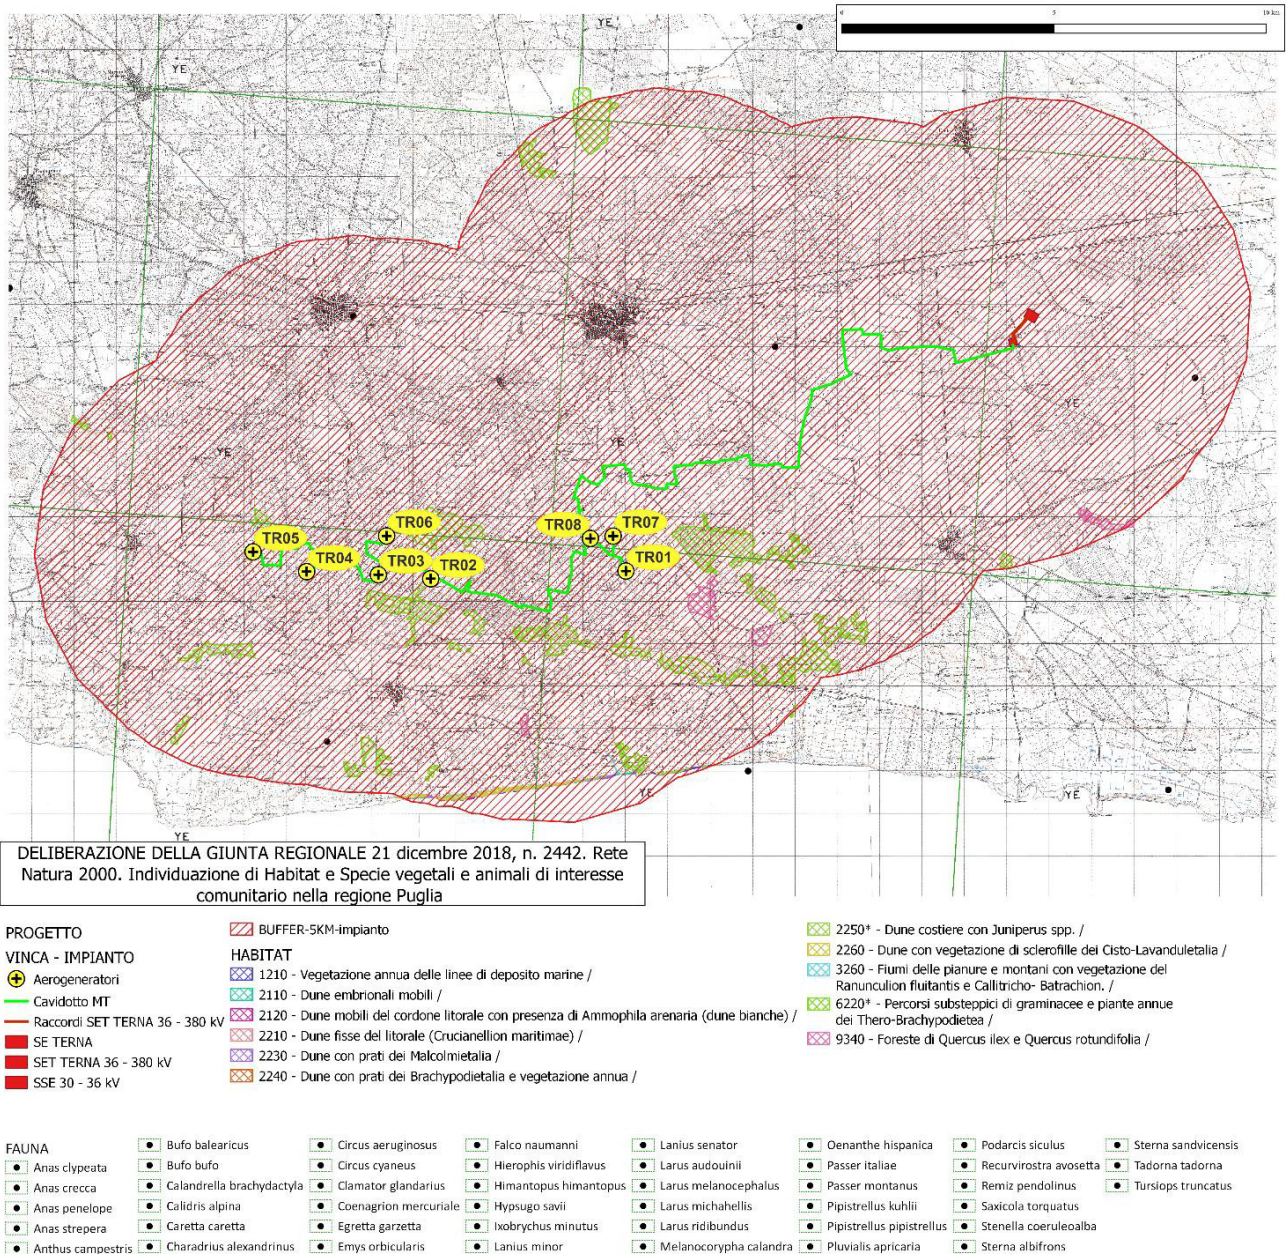 0 5 10 km
YE
YE
YE
YE
YE
TR06
TR05
TR08
TR07
TR04
TR03
TR02
TR01
YE
YE
YE
DELIBERAZIONE DELLA GIUNTA REGIONALE 21 dicembre 2018, n. 2442. Rete
Natura 2000. Individuazione di Habitat e Specie vegetali e animali di interesse
comunitario nella regione Puglia
PROGETTO
VINCA - IMPIANTO
Aerogeneratori
Cavidotto MT
Raccordi SET TERNA 36 - 380 kV
SE TERNA
SET TERNA 36 - 380 kV
SSE 30 - 36 kV
BUFFER-5KM-impianto
HABITAT
1210 - Vegetazione annua delle linee di deposito marine /
2110 - Dune embrionali mobili /
2120 - Dune mobili del cordone litorale con presenza di Ammophila arenaria (dune bianche) /
2210 - Dune fisse del litorale (Crucianellion maritimae) /
2230 - Dune con prati dei Malcolmietalia /
2240 - Dune con prati dei Brachypodietalia e vegetazione annua /
2250* - Dune costiere con Juniperus spp. /
2260 - Dune con vegetazione di sclerofille dei Cisto-Lavanduletalia /
3260 - Fiumi delle pianure e montani con vegetazione del
Ranunculion fluitantis e Callitricho- Batrachion. /
6220* - Percorsi substeppici di graminacee e piante annue
dei Thero-Brachypodietea /
9340 - Foreste di Quercus ilex e Quercus rotundifolia /
FAUNA
Anas clypeata
Anas crecca
Anas penelope
Anas strepera
Anthus campestris
Bufo balearicus
Bufo bufo
Calandrella brachydactyla
Calidris alpina
Caretta caretta
Charadrius alexandrinus
Circus aeruginosus
Circus cyaneus
Clamator glandarius
Coenagrion mercuriale
Egretta garzetta
Emys orbicularis
Falco naumanni
Hierophis viridiflavus
Himantopus himantopus
Hypsugo savii
Ixobrychus minutus
Lanius minor
Lanius senator
Larus audouinii
Larus melanocephalus
Larus michahellis
Larus ridibundus
Melanocorypha calandra
Oenanthe hispanica
Passer italiae
Passer montanus
Pipistrellus kuhlii
Pipistrellus pipistrellus
Pluvialis apricaria
Podarcis siculus
Recurvirostra avosetta
Remiz pendolinus
Saxicola torquatus
Stenella coeruleoalba
Sterna albifrons
Sterna sandvicensis
Tadorna tadorna
Tursiops truncatus